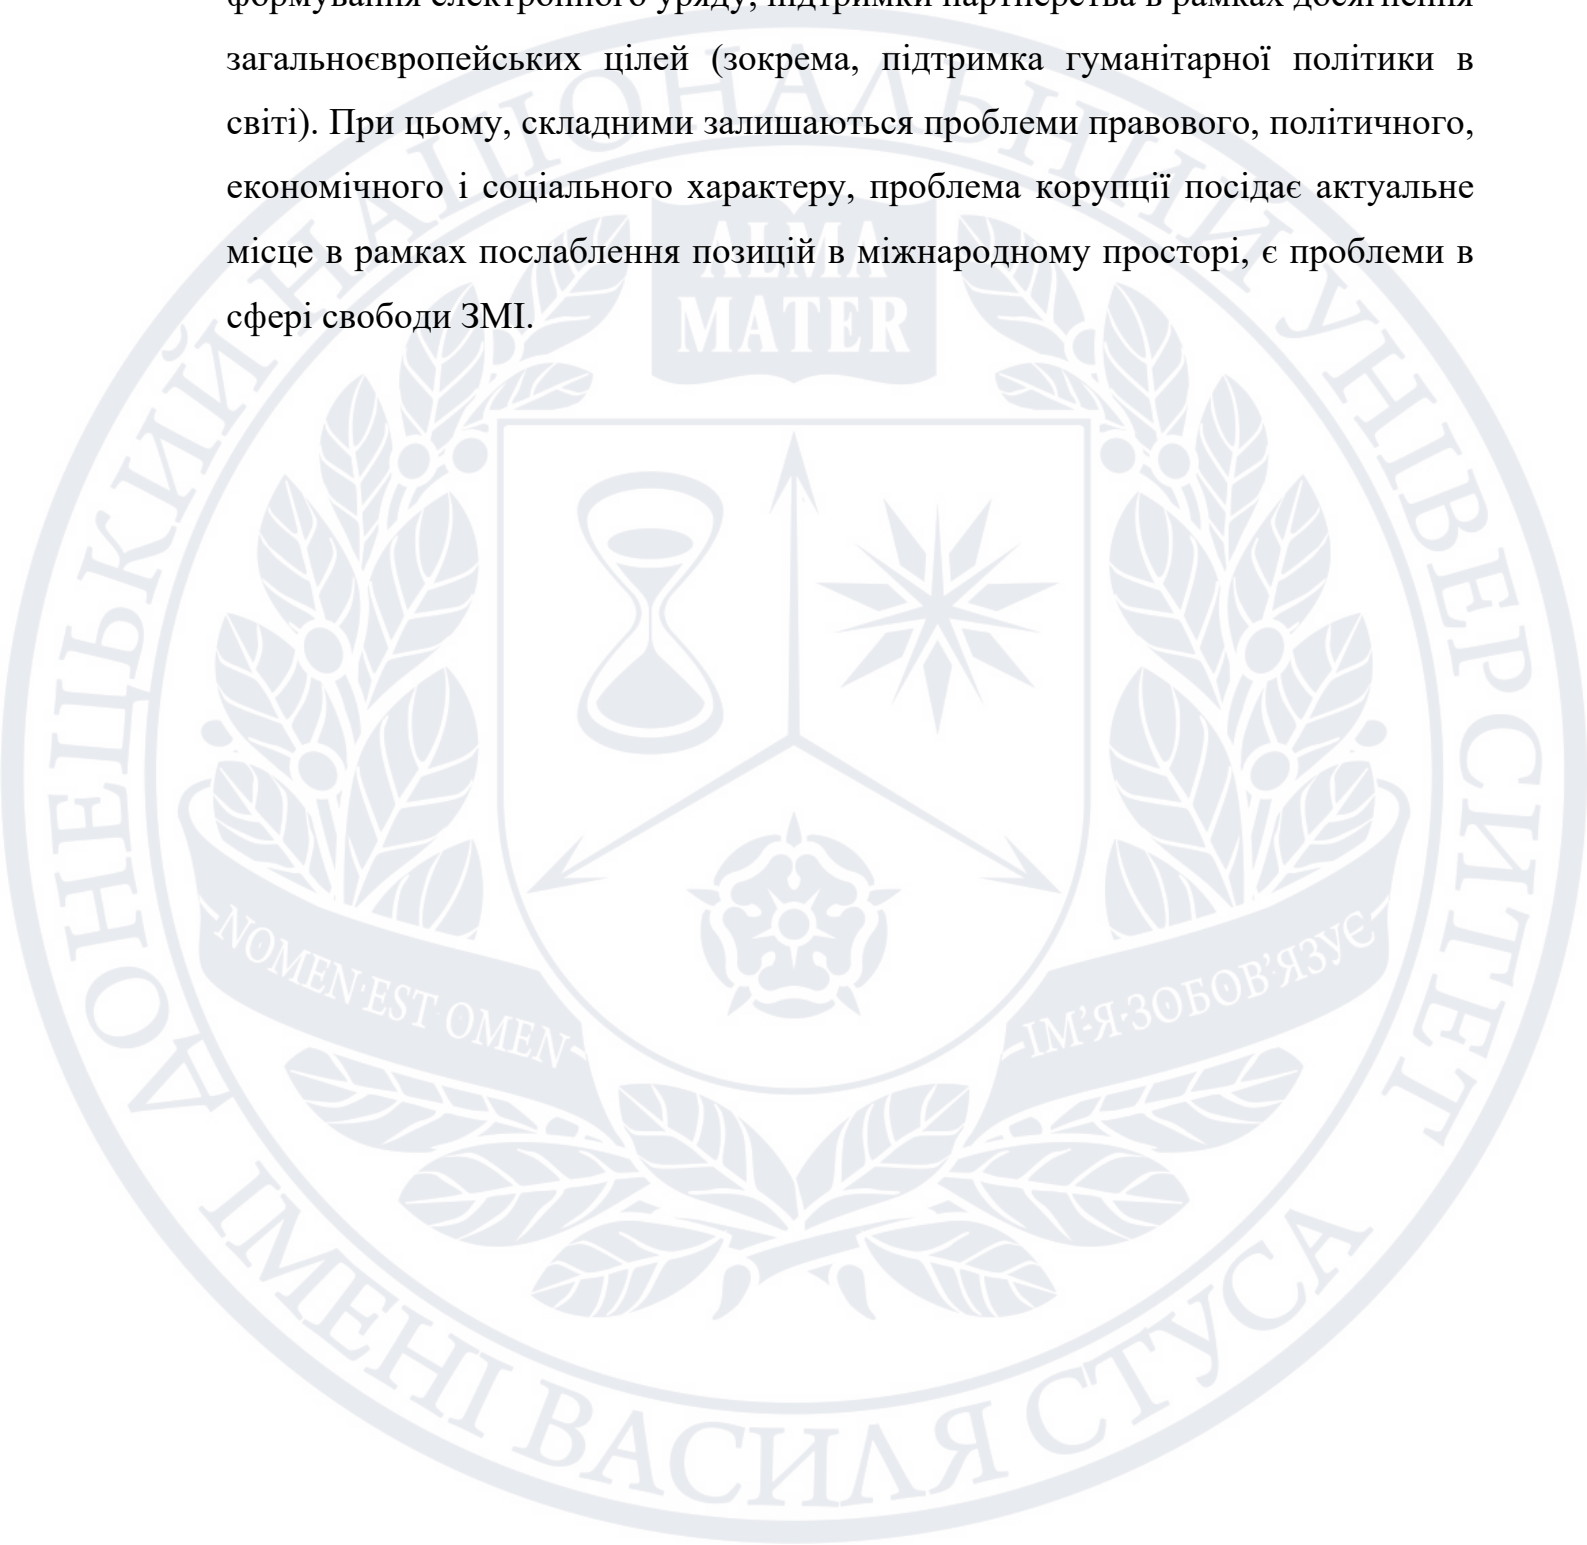 формування електронного уряду, підтримки партнерства в рамках досягнення
загальноєвропейських цілей (зокрема, підтримка гуманітарної політики в
світі). При цьому, складними залишаються проблеми правового, політичного,
економічного і соціального характеру, проблема корупції посідає актуальне
місце в рамках послаблення позицій в міжнародному просторі, є проблеми в
сфері свободи ЗМІ.
ДОНЕЦЬКИЙ НАЦІОНАЛЬНИЙ УНІВЕРСИТЕТ
ALMA
MATER
NOMEN·EST·OMEN
ІМ'Я·ЗОБОВ'ЯЗУЄ
ІМЕНІ ВАСИЛЯ СТУСА